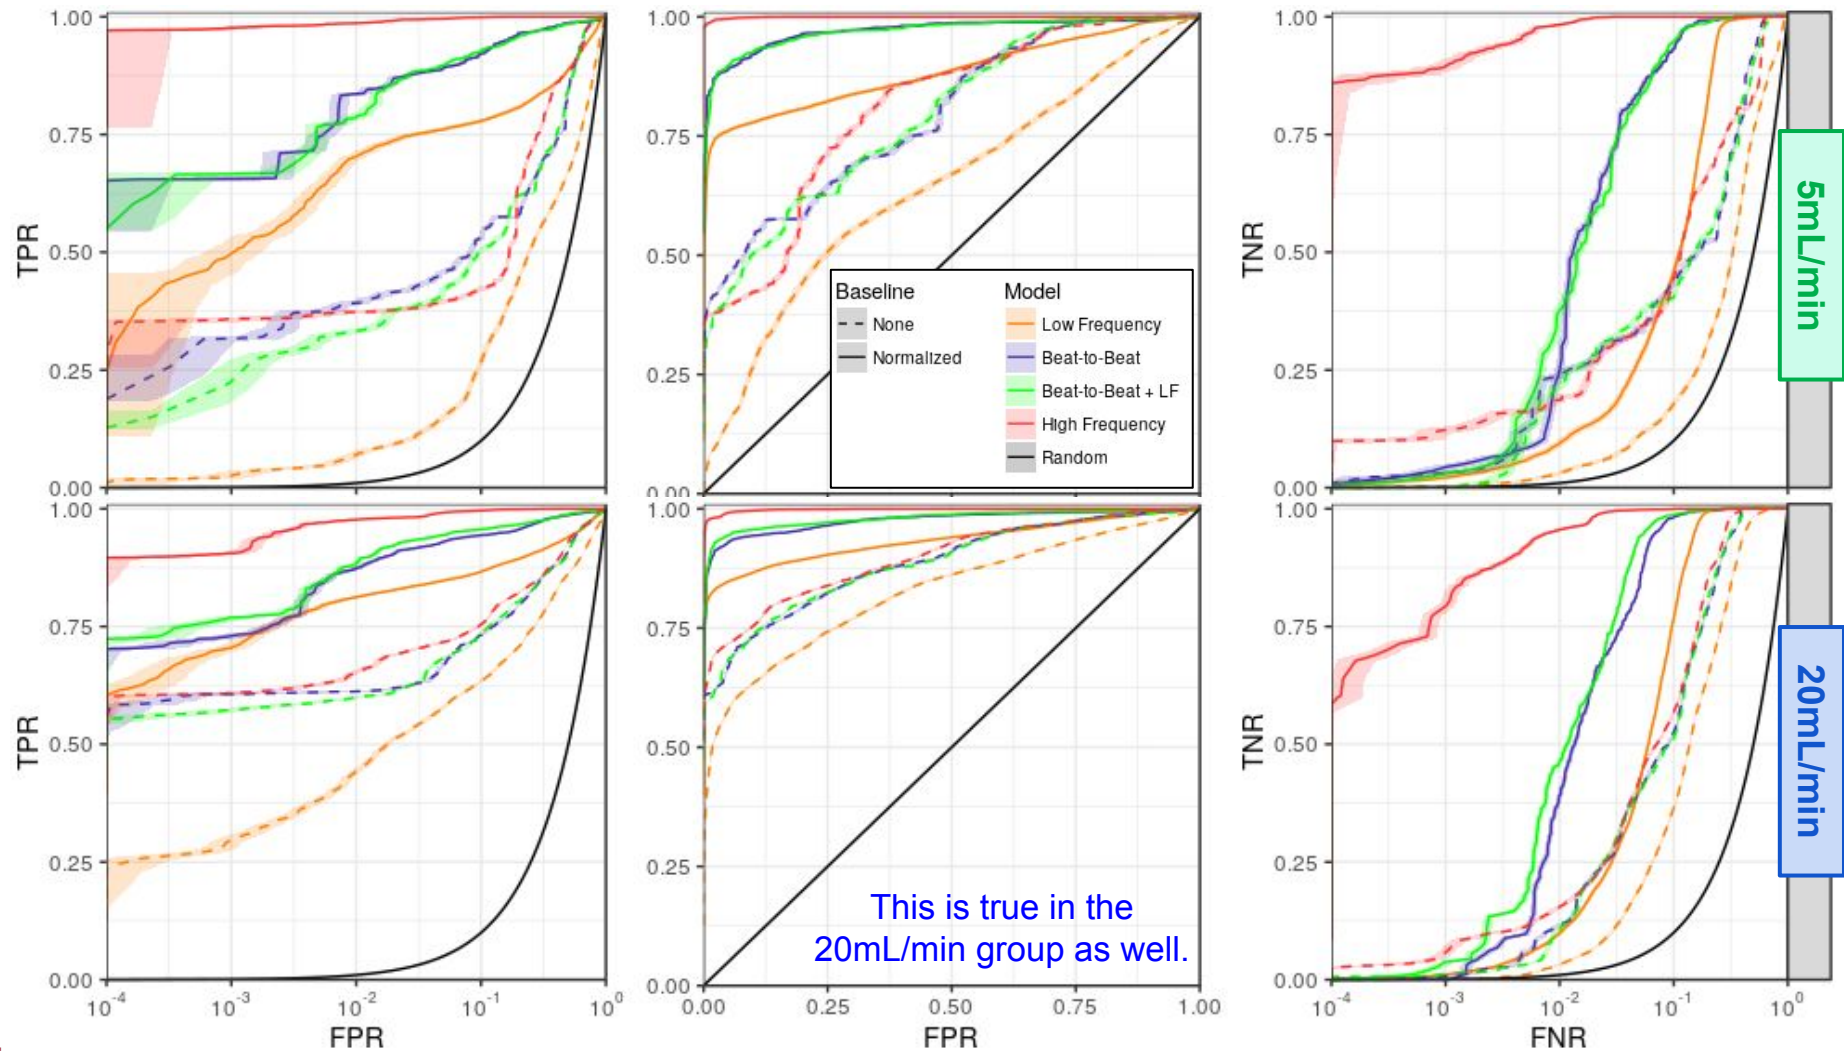 1.00
0.75
0.50
0.25
0.00
TPR
1.00
0.75
0.50
0.25
0.00
Baseline
None
Normalized
Model
Low Frequency
Beat-to-Beat
Beat-to-Beat + LF
High Frequency
Random
1.00
0.75
0.50
0.25
0.00
TNR
5mL/min
1.00
0.75
0.50
0.25
0.00
TPR
10^-4
10^-3
10^-2
10^-1
10^0
FPR
1.00
0.75
0.50
0.25
0.00
This is true in the
20mL/min group as well.
0.00
0.25
0.50
0.75
1.00
FPR
1.00
0.75
0.50
0.25
0.00
TNR
10^-4
10^-3
10^-2
10^-1
10^0
FNR
20mL/min